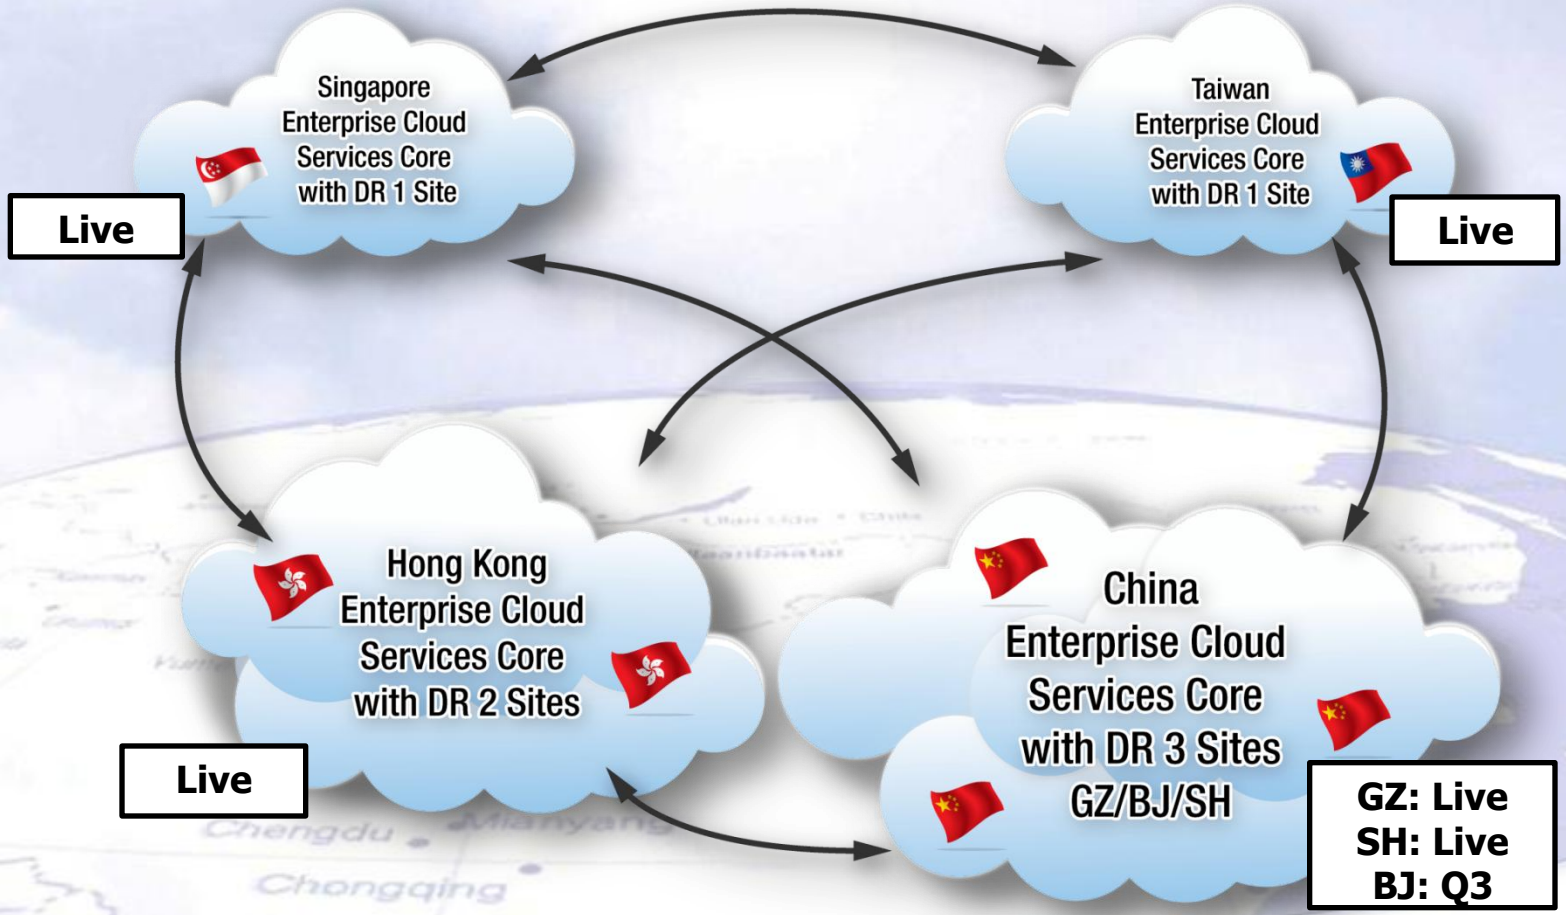 Singapore
Enterprise Cloud
Services Core
with DR 1 Site
Live
Taiwan
Enterprise Cloud
Services Core
with DR 1 Site
Live
Hong Kong
Enterprise Cloud
Services Core
with DR 2 Sites
Live
China
Enterprise Cloud
Services Core
with DR 3 Sites
GZ/BJ/SH
GZ: Live
SH: Live
BJ: Q3
Chengdu
Mianyang
Chongqing